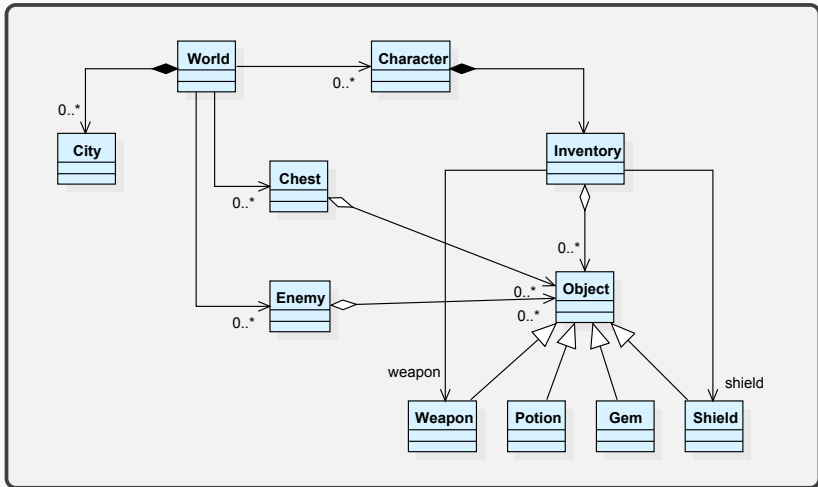 World
Character
0..*
0..*
City
Inventory
Chest
0..*
0..*
Object
Enemy
0..*
0..*
0..*
weapon
shield
Weapon
Potion
Gem
Shield